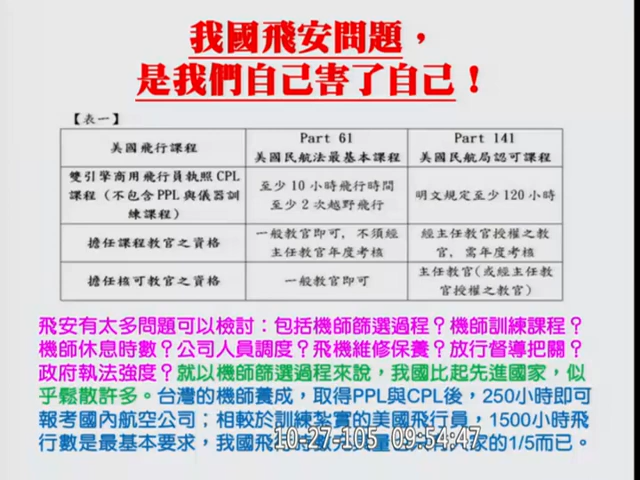 我國飛安問題，
是我們自己害了自己！
【表一】
美國飛行課程 Part 61 美國民航法最基本課程 Part 141 美國民航局認可課程
雙引擎商用飛行員執照 CPL 課程（不包含 PPL 與儀器訓練課程） 至少 10 小時飛行時間 至少 2 次越野飛行 明文規定至少 120 小時
擔任課程教官之資格 一般教官即可，不須經主任教官年度考核 經主任教官授權之教官，需年度考核
擔任核可教官之資格 一般教官即可 主任教官(或經主任教官授權之教官)
飛安有太多問題可以檢討：包括機師篩選過程？機師訓練課程？
機師休息時數？公司人員調度？飛機維修保養？放行督導把關？
政府執法強度？就以機師篩選過程來說，我國比起先進國家，似
乎鬆散許多。台灣的機師養成，取得PPL與CPL後，250小時即可
報考國內航空公司；相較於訓練紮實的美國飛行員，1500小時飛
行數是最基本要求，我國飛 家的1/5而已。
10-27-105 09:54:47